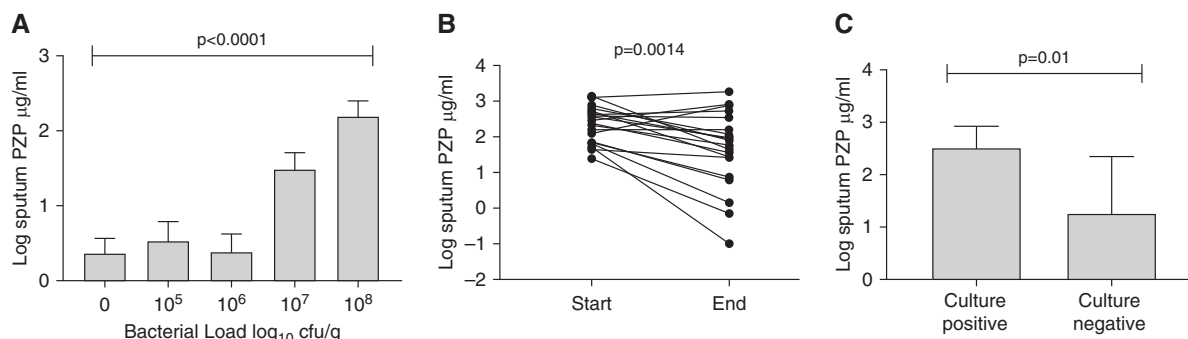 A
p<0.0001
Log sputum PZP μg/ml
3
2
1
0
0 10⁵ 10⁶ 10⁷ 10⁸
Bacterial Load log₁₀ cfu/g
B
p=0.0014
Log sputum PZP μg/ml
4
3
2
1
0
–1
–2
Start End
C
p=0.01
Log sputum PZP μg/ml
4
3
2
1
0
Culture positive
Culture negative